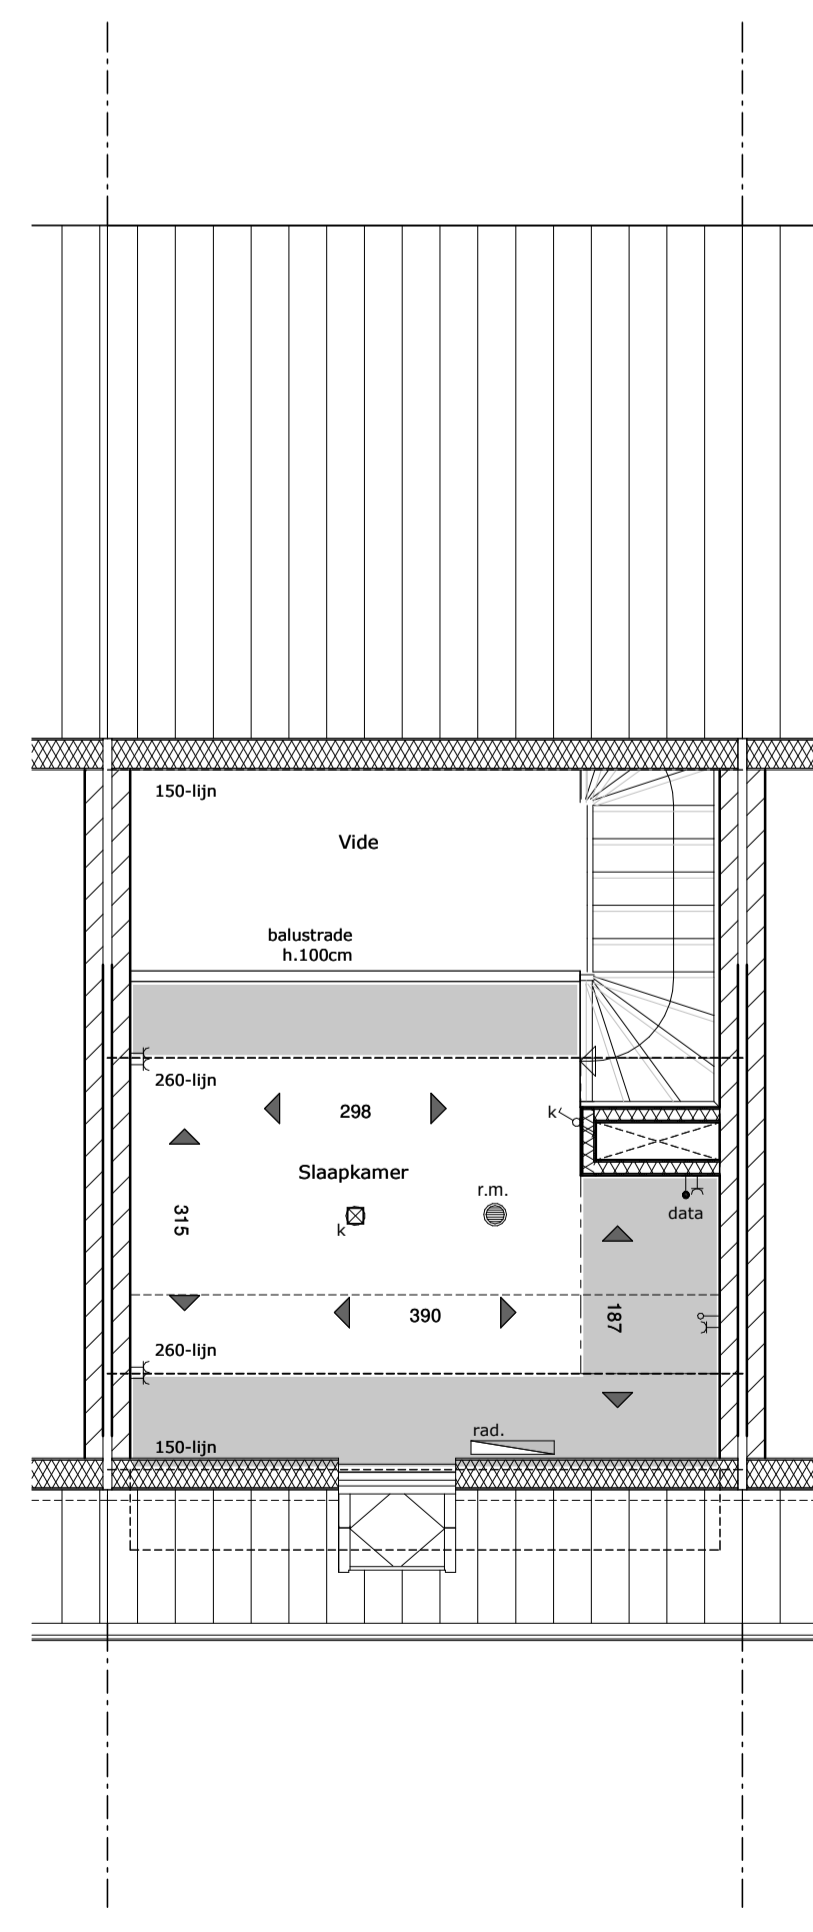 150-lijn
Vide
balustrade
h.100cm
260-lijn
298
k
Slaapkamer
r.m.
315
k
data
390
187
260-lijn
rad.
150-lijn